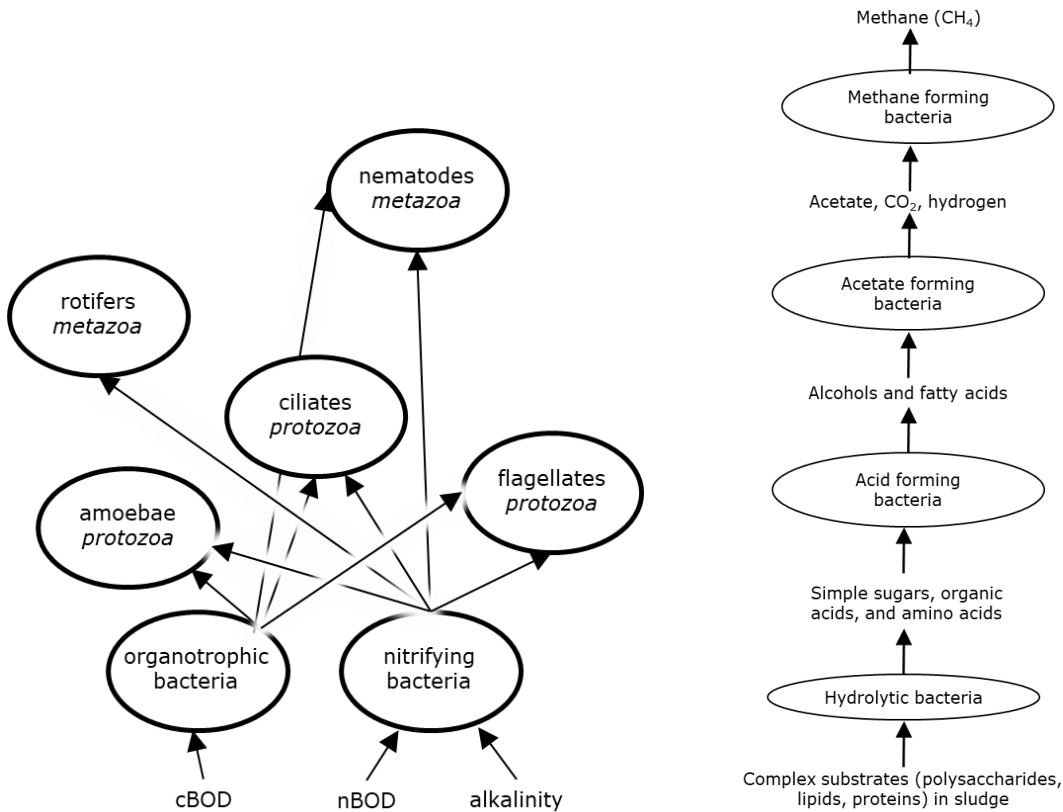 nematodes
metazoa
rotifers
metazoa
ciliates
protozoa
flagellates
protozoa
amoebae
protozoa
organotrophic
bacteria
nitrifying
bacteria
cBOD
nBOD
alkalinity
Methane (CH₄)
Methane forming
bacteria
Acetate, CO₂, hydrogen
Acetate forming
bacteria
Alcohols and fatty acids
Acid forming
bacteria
Simple sugars, organic
acids, and amino acids
Hydrolytic bacteria
Complex substrates (polysaccharides,
lipids, proteins) in sludge